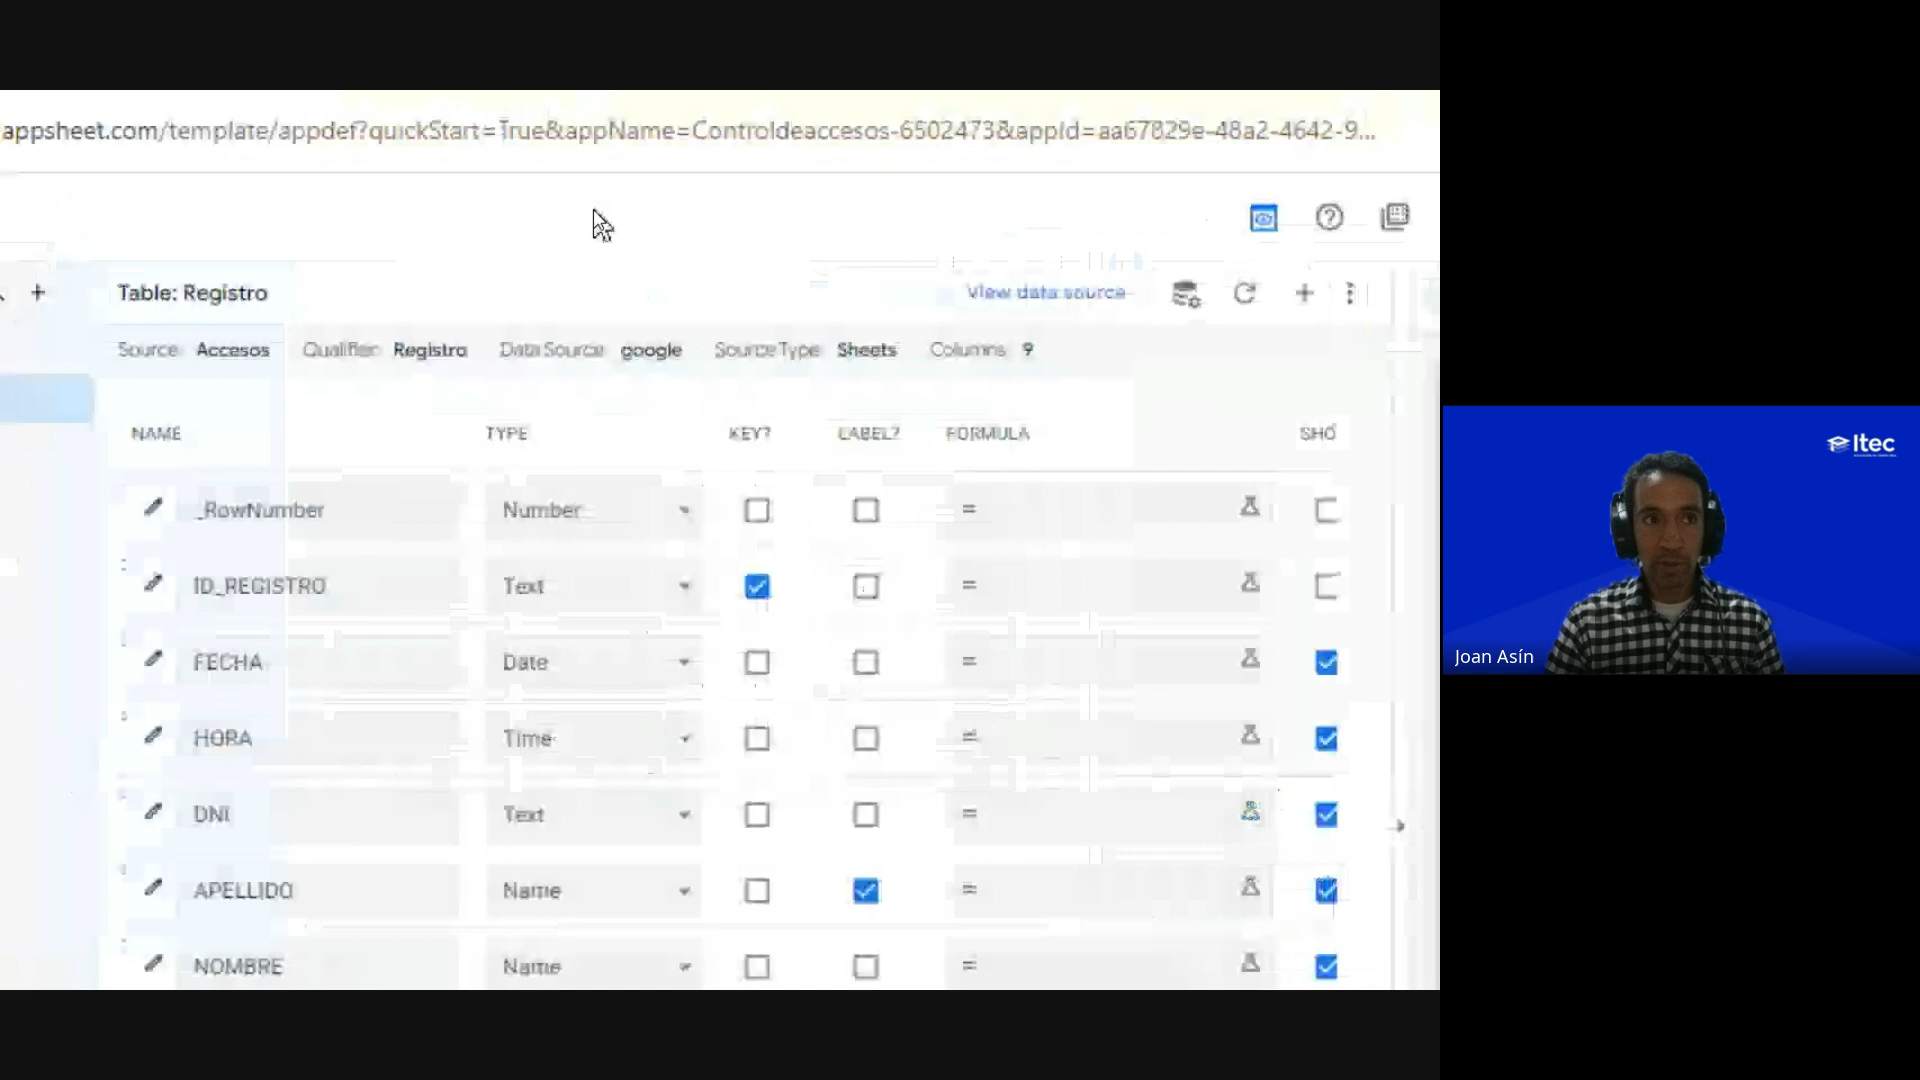 appsheet.com/template/appdef?quickStart=True&appName=Controldeaccesos-6502473&appId=aa67829e-48a2-4642-9...
Table: Registro
View data source
Source Accesos Qualifier Registro Data Source google Source Type Sheets Columns 9
NAME TYPE KEY? LABEL? FORMULA SHO
_RowNumber Number =
ID_REGISTRO Text =
FECHA Date =
HORA Time =
DNI Text =
APELLIDO Name =
NOMBRE Name =
Itec
Joan Asín